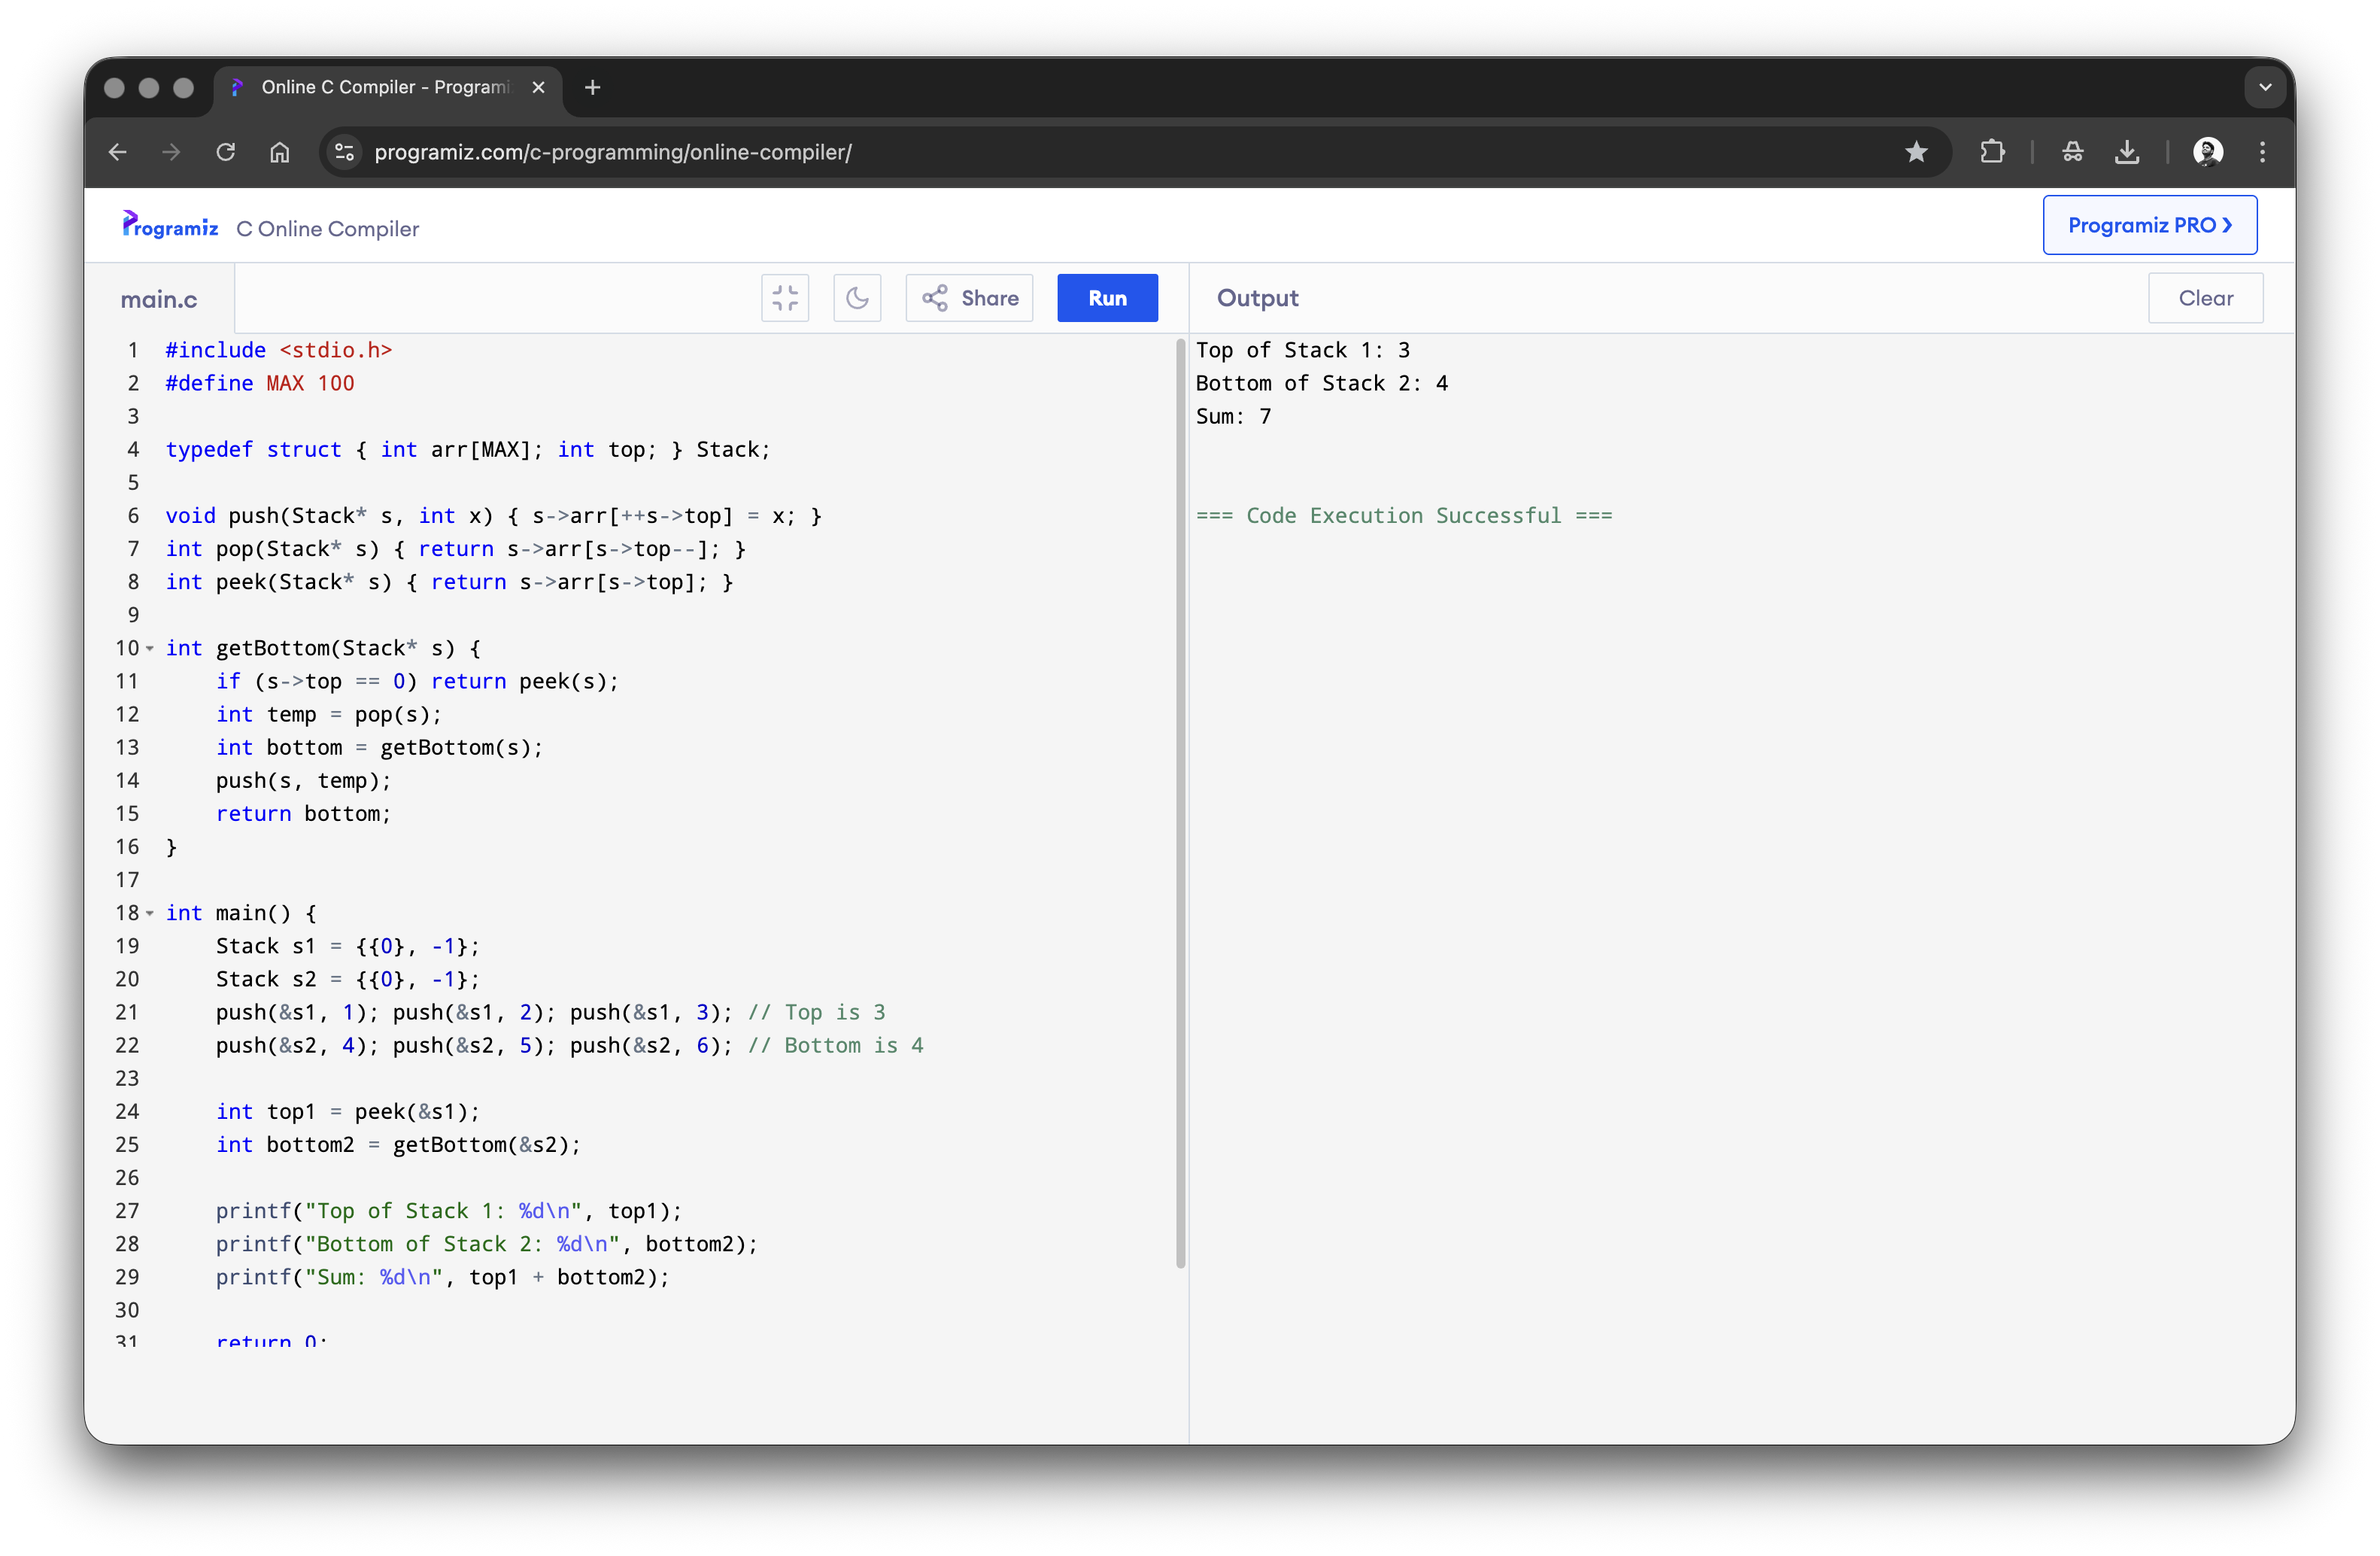 Online C Compiler - Programi
programiz.com/c-programming/online-compiler/
Programiz C Online Compiler
Programiz PRO ❯
main.c
Share
Run
Output
Clear
1 #include <stdio.h>
2 #define MAX 100
3
4 typedef struct { int arr[MAX]; int top; } Stack;
5
6 void push(Stack* s, int x) { s->arr[++s->top] = x; }
7 int pop(Stack* s) { return s->arr[s->top--]; }
8 int peek(Stack* s) { return s->arr[s->top]; }
9
10 int getBottom(Stack* s) {
11     if (s->top == 0) return peek(s);
12     int temp = pop(s);
13     int bottom = getBottom(s);
14     push(s, temp);
15     return bottom;
16 }
17
18 int main() {
19     Stack s1 = {{0}, -1};
20     Stack s2 = {{0}, -1};
21     push(&s1, 1); push(&s1, 2); push(&s1, 3); // Top is 3
22     push(&s2, 4); push(&s2, 5); push(&s2, 6); // Bottom is 4
23
24     int top1 = peek(&s1);
25     int bottom2 = getBottom(&s2);
26
27     printf("Top of Stack 1: %d\n", top1);
28     printf("Bottom of Stack 2: %d\n", bottom2);
29     printf("Sum: %d\n", top1 + bottom2);
30
31     return 0;
Top of Stack 1: 3
Bottom of Stack 2: 4
Sum: 7
=== Code Execution Successful ===